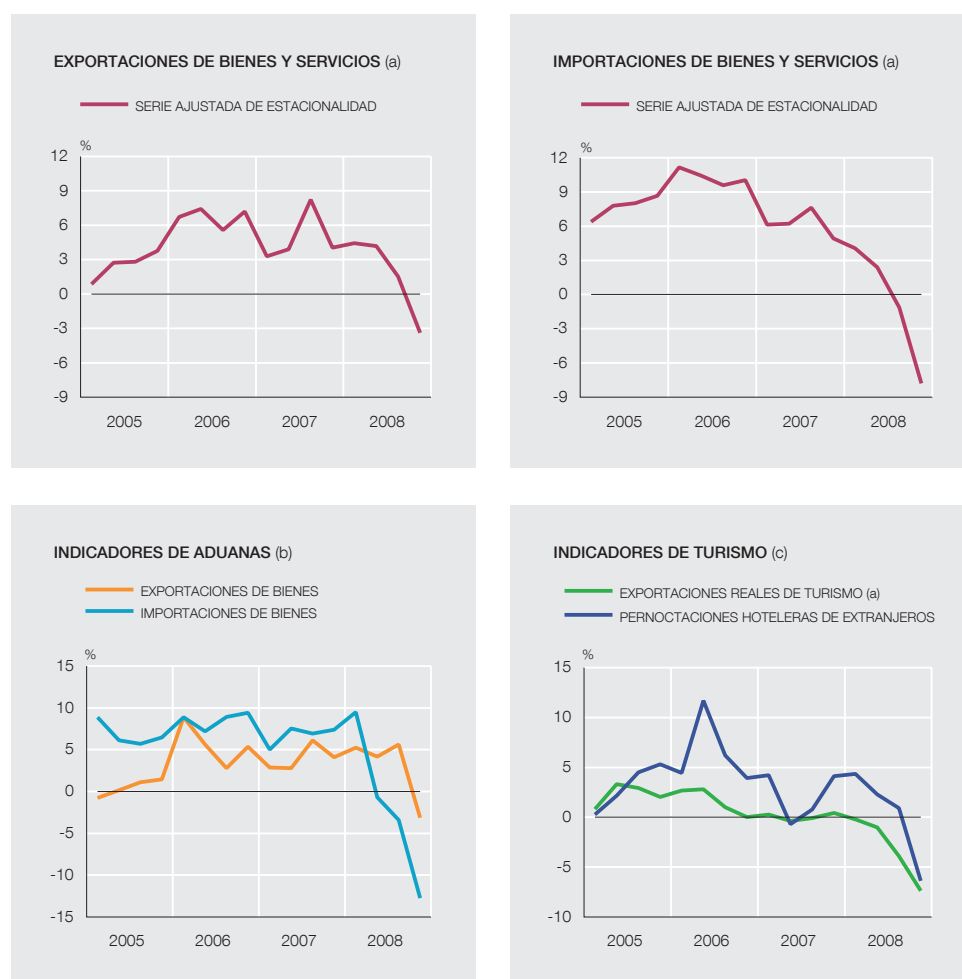 EXPORTACIONES DE BIENES Y SERVICIOS (a)
SERIE AJUSTADA DE ESTACIONALIDAD
%
12
9
6
3
0
-3
-6
-9
2005 2006 2007 2008
IMPORTACIONES DE BIENES Y SERVICIOS (a)
SERIE AJUSTADA DE ESTACIONALIDAD
%
12
9
6
3
0
-3
-6
-9
2005 2006 2007 2008
INDICADORES DE ADUANAS (b)
EXPORTACIONES DE BIENES
IMPORTACIONES DE BIENES
%
15
10
5
0
-5
-10
-15
2005 2006 2007 2008
INDICADORES DE TURISMO (c)
EXPORTACIONES REALES DE TURISMO (a)
PERNOCTACIONES HOTELERAS DE EXTRANJEROS
%
15
10
5
0
-5
-10
2005 2006 2007 2008